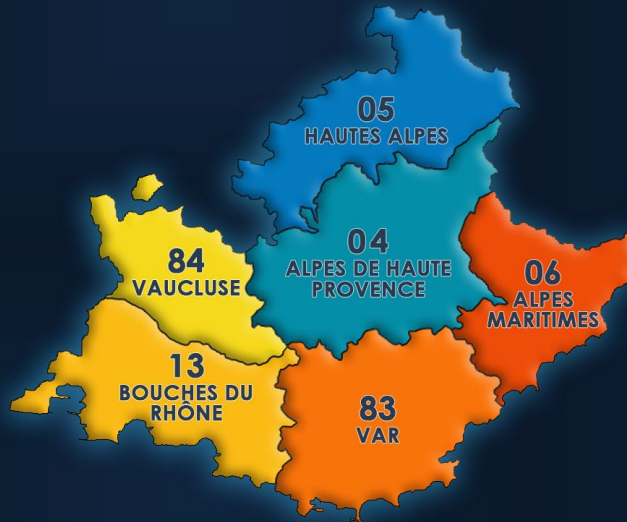 05
HAUTES ALPES
04
ALPES DE HAUTE
PROVENCE
84
VAUCLUSE
06
ALPES
MARITIMES
13
BOUCHES DU
RHÔNE
83
VAR